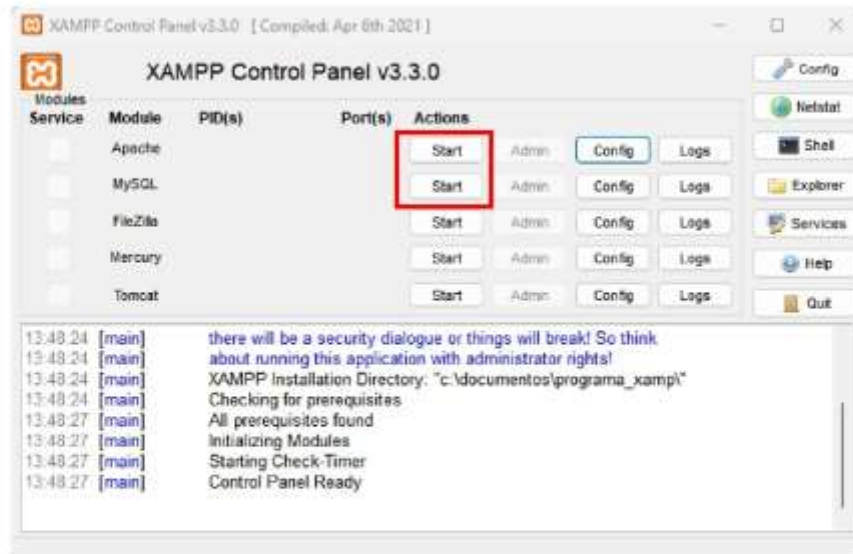 XAMPP Control Panel v3.3.0 [ Compiled: Apr 6th 2021 ]
XAMPP Control Panel v3.3.0
Config
Modules
Service Module PID(s) Port(s) Actions
Netstat
Apache Start Admin Config Logs
Shell
MySQL Start Admin Config Logs
Explorer
FileZilla Start Admin Config Logs
Services
Mercury Start Admin Config Logs
Help
Tomcat Start Admin Config Logs
Quit
13:48:24 [main] there will be a security dialogue or things will break! So think
13:48:24 [main] about running this application with administrator rights!
13:48:24 [main] XAMPP Installation Directory: "c:\documentos\programa_xamp\"
13:48:24 [main] Checking for prerequisites
13:48:27 [main] All prerequisites found
13:48:27 [main] Initializing Modules
13:48:27 [main] Starting Check-Timer
13:48:27 [main] Control Panel Ready